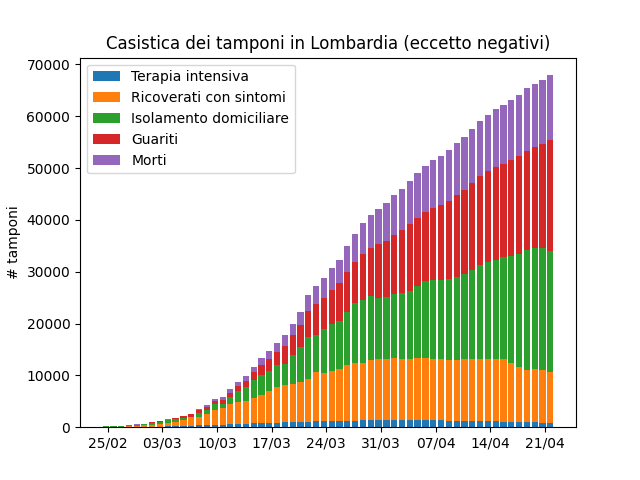 Casistica dei tamponi in Lombardia (eccetto negativi)
70000
60000
50000
40000
30000
20000
10000
0
# tamponi
Terapia intensiva
Ricoverati con sintomi
Isolamento domiciliare
Guariti
Morti
25/02 03/03 10/03 17/03 24/03 31/03 07/04 14/04 21/04